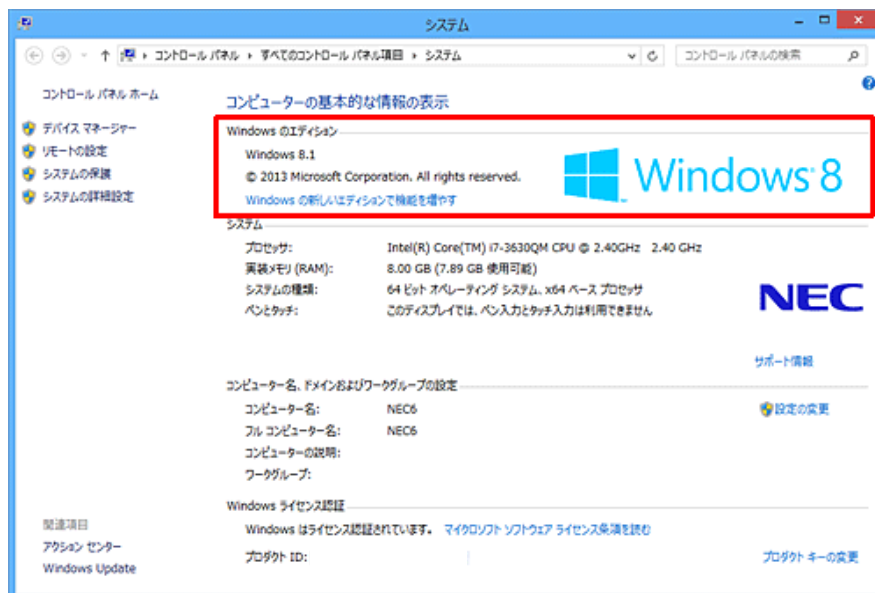 システム
コントロール パネル ▸ すべてのコントロール パネル項目 ▸ システム
コントロール パネルの検索
コントロール パネル ホーム
デバイス マネージャー
リモートの設定
システムの保護
システムの詳細設定
コンピューターの基本的な情報の表示
Windows のエディション
Windows 8.1
© 2013 Microsoft Corporation. All rights reserved.
Windows の新しいエディションで機能を増やす
Windows 8
システム
プロセッサ: Intel(R) Core(TM) i7-3630QM CPU @ 2.40GHz 2.40 GHz
実装メモリ (RAM): 8.00 GB (7.89 GB 使用可能)
システムの種類: 64 ビット オペレーティング システム、x64 ベース プロセッサ
ペンとタッチ: このディスプレイでは、ペン入力とタッチ入力は利用できません
NEC
サポート情報
コンピューター名、ドメインおよびワークグループの設定
コンピューター名: NEC6
フル コンピューター名: NEC6
コンピューターの説明:
ワークグループ:
設定の変更
Windows ライセンス認証
Windows はライセンス認証されています。 マイクロソフト ソフトウェア ライセンス条項を読む
プロダクト ID:
プロダクト キーの変更
関連項目
アクション センター
Windows Update